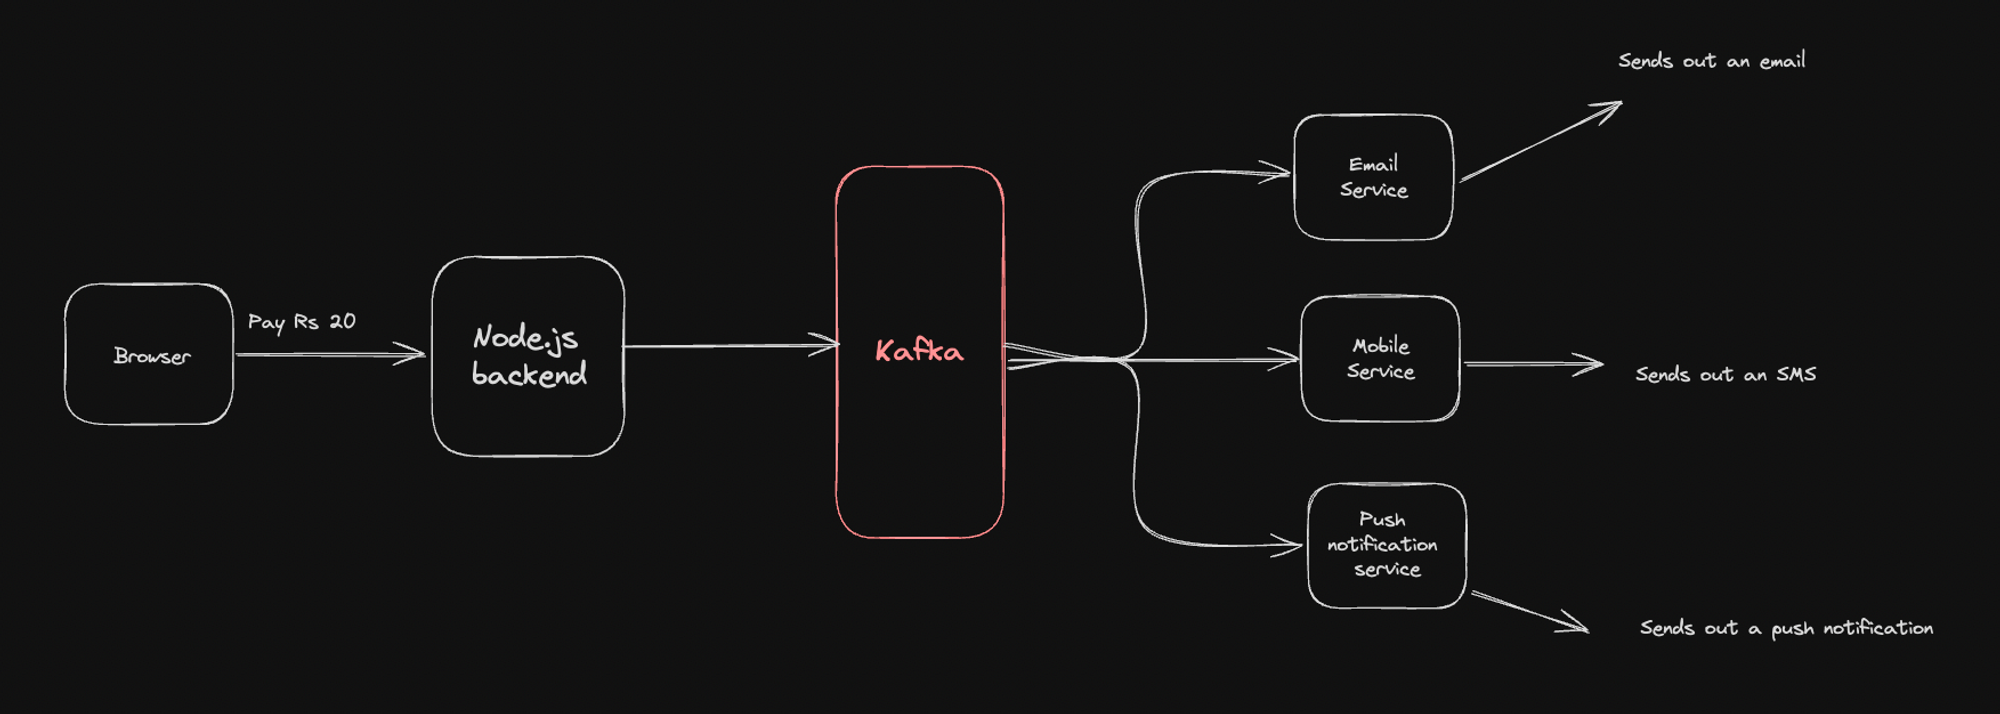 Browser
Pay Rs 20
Node.js
backend
Kafka
Email
Service
Sends out an email
Mobile
Service
Sends out an SMS
Push
notification
service
Sends out a push notification